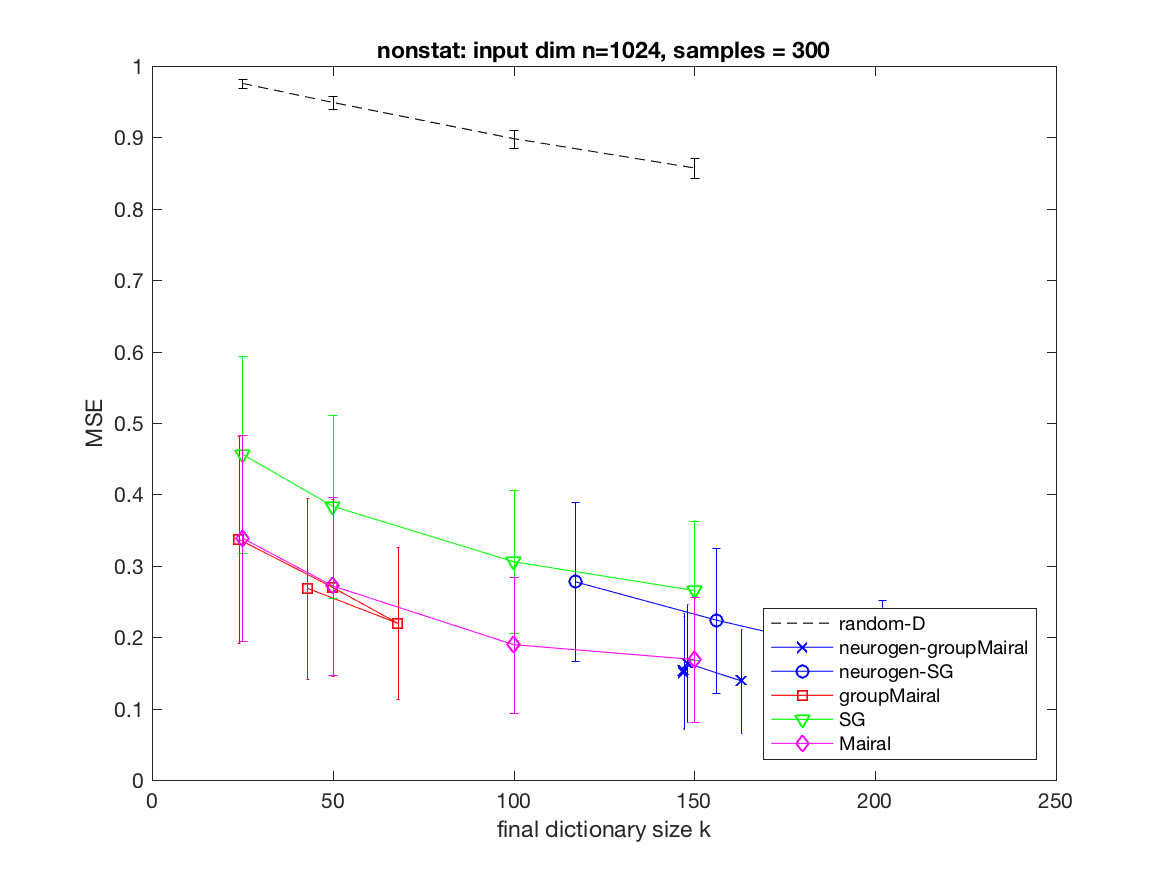 nonstat: input dim n=1024, samples = 300
1
0.9
0.8
0.7
0.6
0.5
0.4
0.3
0.2
0.1
0
MSE
0
50
100
150
200
250
final dictionary size k
random-D
neurogen-groupMairal
neurogen-SG
groupMairal
SG
Mairal